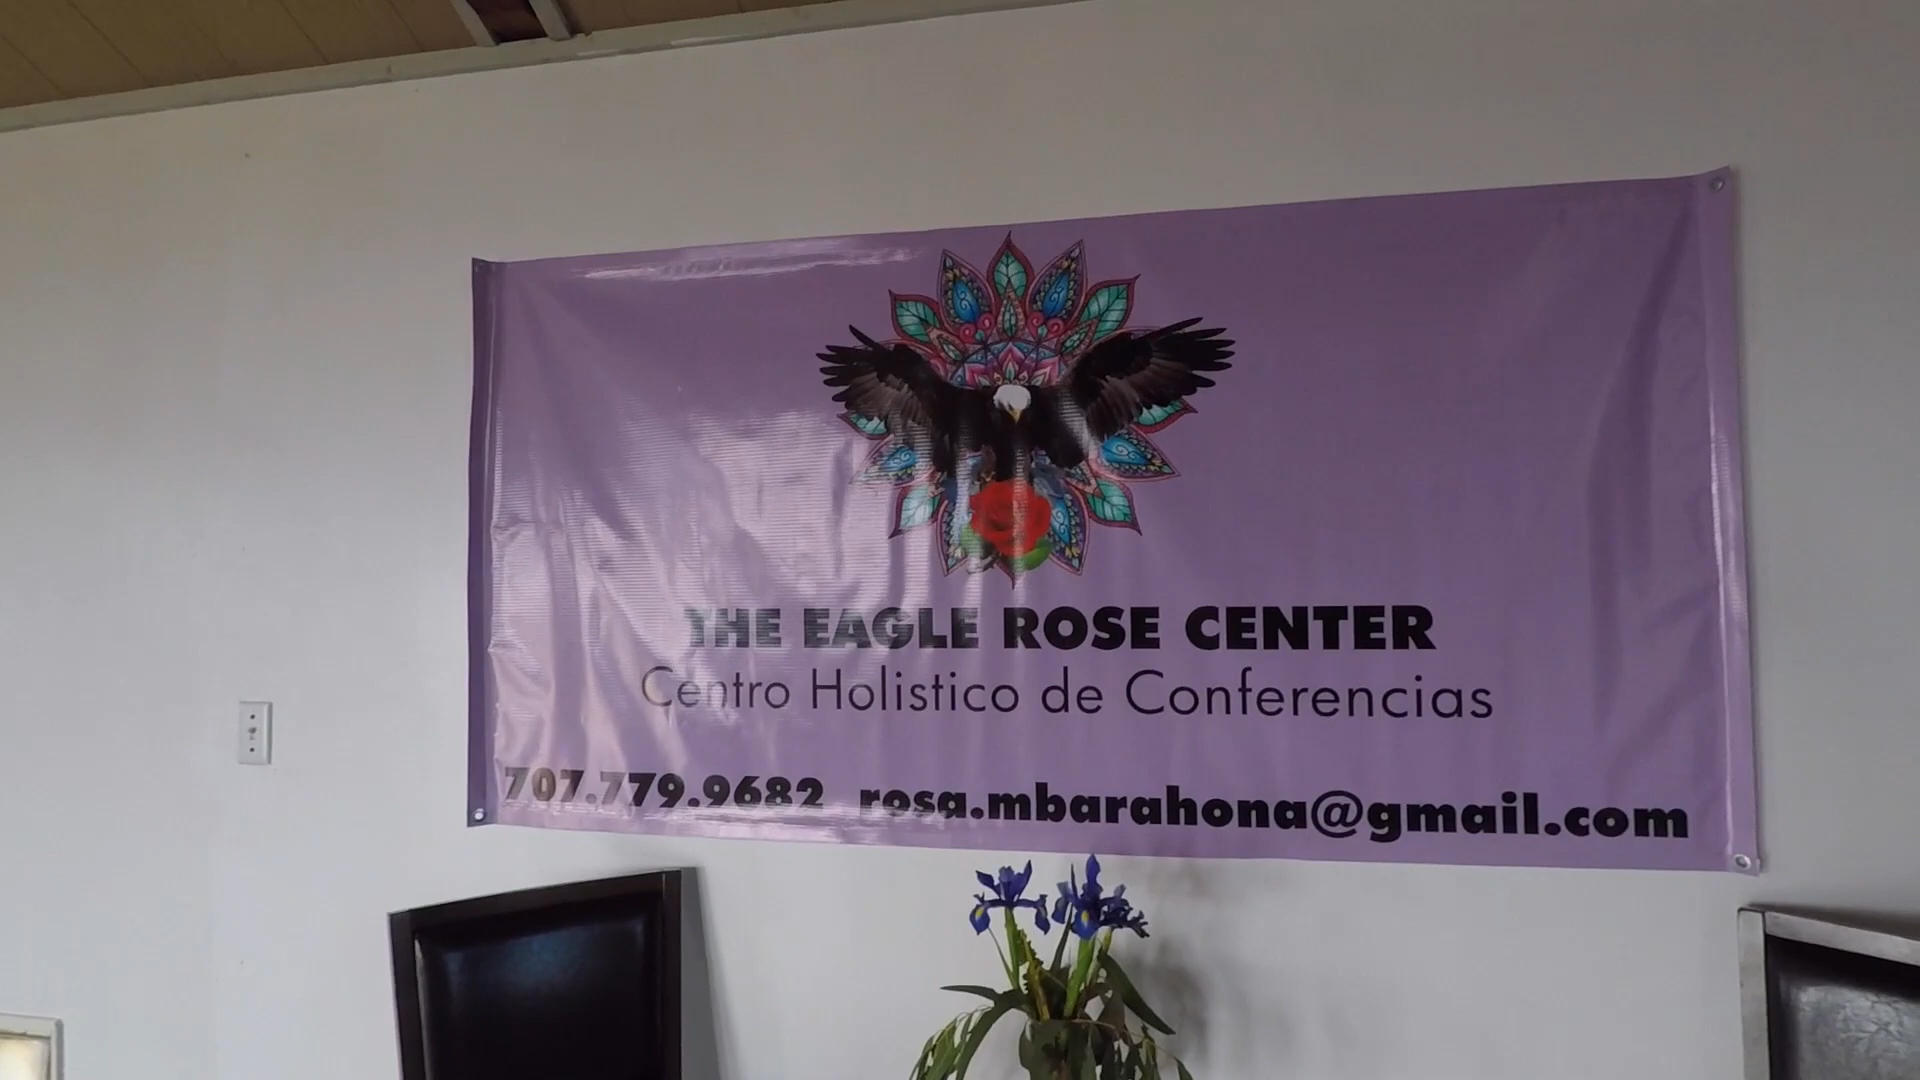 THE EAGLE ROSE CENTER
Centro Holistico de Conferencias
707.779.9682 rosa.mbarahona@gmail.com